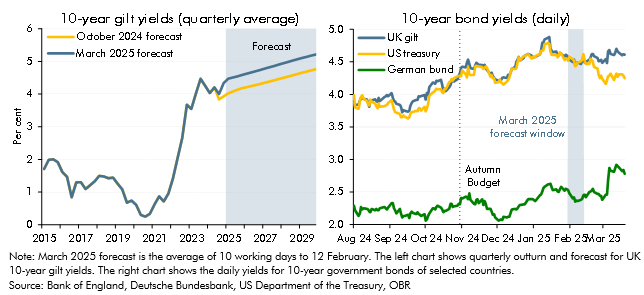 10-year gilt yields (quarterly average)
October 2024 forecast
March 2025 forecast
Forecast
Per cent
6
5
4
3
2
1
0
2015
2017
2019
2021
2023
2025
2027
2029
10-year bond yields (daily)
UK gilt
US treasury
German bund
March 2025
forecast window
Autumn
Budget
5.0
4.5
4.0
3.5
3.0
2.5
2.0
Aug 24 Sep 24 Oct 24 Nov 24 Dec 24 Jan 25 Feb 25 Mar 25
Note: March 2025 forecast is the average of 10 working days to 12 February. The left chart shows quarterly outturn and forecast for UK
10-year gilt yields. The right chart shows the daily yields for 10-year government bonds of selected countries.
Source: Bank of England, Deutsche Bundesbank, US Department of the Treasury, OBR